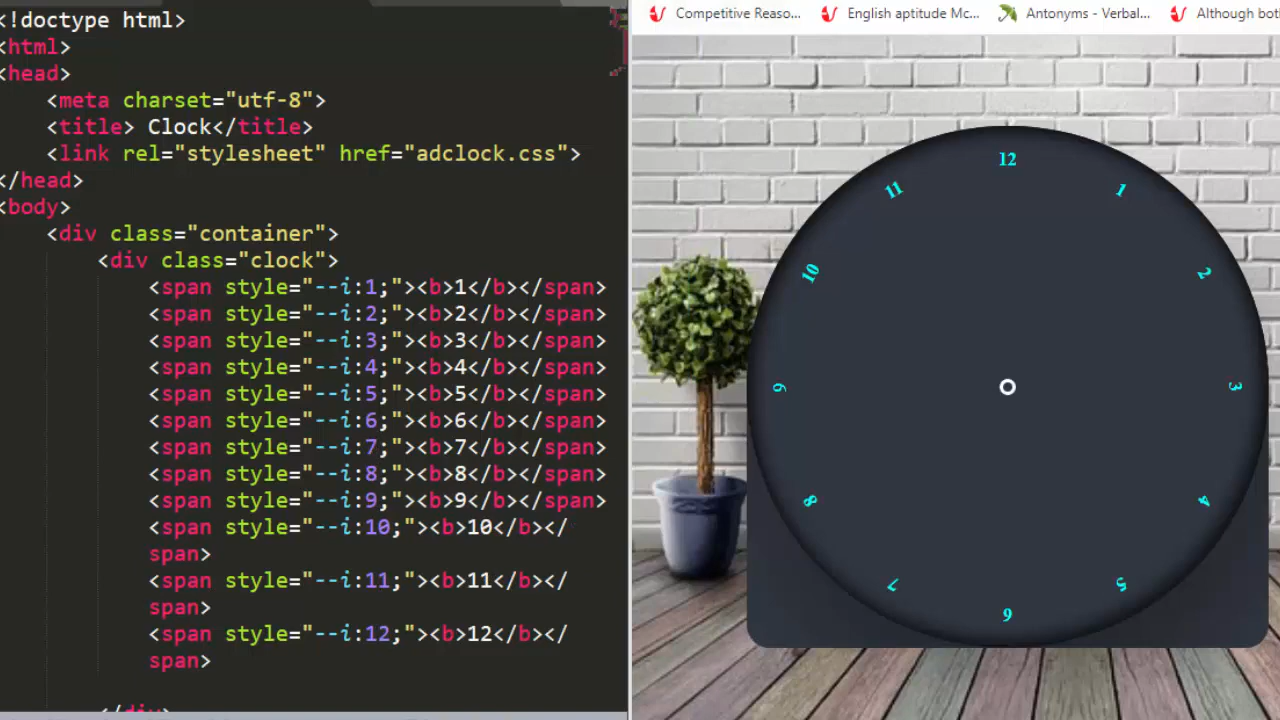 <!doctype html>
<html>
<head>
<meta charset="utf-8">
<title> Clock</title>
<link rel="stylesheet" href="adclock.css">
</head>
<body>
<div class="container">
<div class="clock">
<span style="--i:1;"><b>1</b></span>
<span style="--i:2;"><b>2</b></span>
<span style="--i:3;"><b>3</b></span>
<span style="--i:4;"><b>4</b></span>
<span style="--i:5;"><b>5</b></span>
<span style="--i:6;"><b>6</b></span>
<span style="--i:7;"><b>7</b></span>
<span style="--i:8;"><b>8</b></span>
<span style="--i:9;"><b>9</b></span>
<span style="--i:10;"><b>10</b></
span>
<span style="--i:11;"><b>11</b></
span>
<span style="--i:12;"><b>12</b></
span>
</div>
Competitive Reaso...
English aptitude Mc...
Antonyms - Verbal...
Although bot
12
1
2
3
4
5
6
7
8
9
10
11